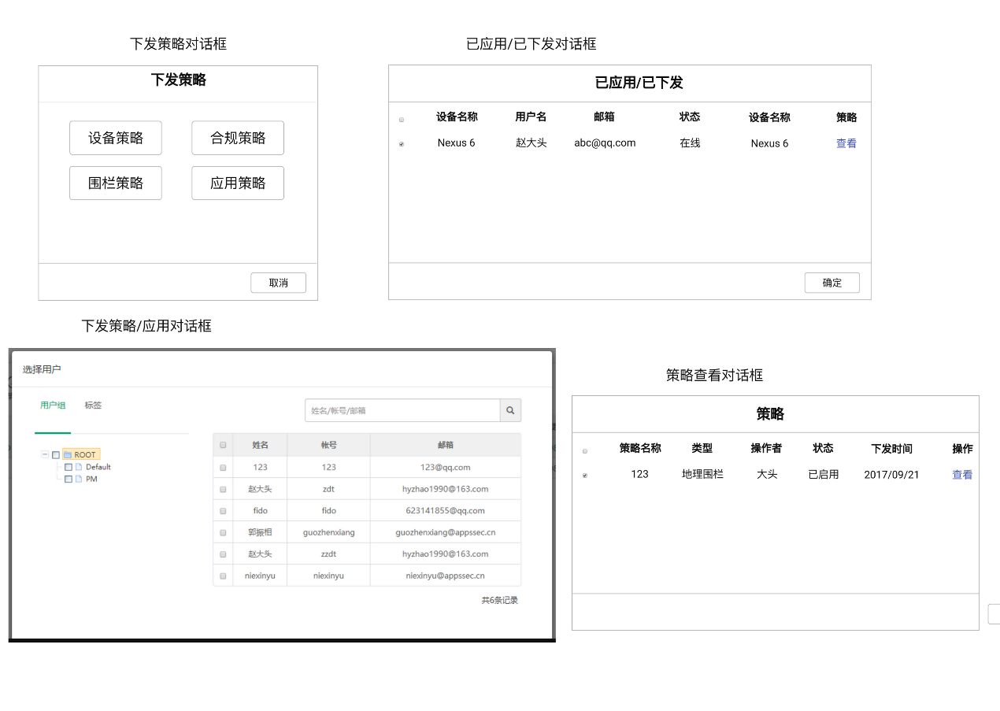 下发策略对话框
下发策略
设备策略 合规策略
围栏策略 应用策略
取消
已应用/已下发对话框
已应用/已下发
设备名称 用户名 邮箱 状态 设备名称 策略
Nexus 6 赵大头 abc@qq.com 在线 Nexus 6 查看
确定
下发策略/应用对话框
选择用户
用户组 标签
姓名/帐号/邮箱
ROOT
Default
PM
姓名 帐号 邮箱
123 123 123@qq.com
赵大头 zdt hyzhao1990@163.com
fido fido 623141855@qq.com
郭振相 guozhenxiang guozhenxiang@appssec.cn
赵大头 zzdt hyzhao1990@163.com
niexinyu niexinyu niexinyu@appssec.cn
共6条记录
策略查看对话框
策略
策略名称 类型 操作者 状态 下发时间 操作
123 地理围栏 大头 已启用 2017/09/21 查看